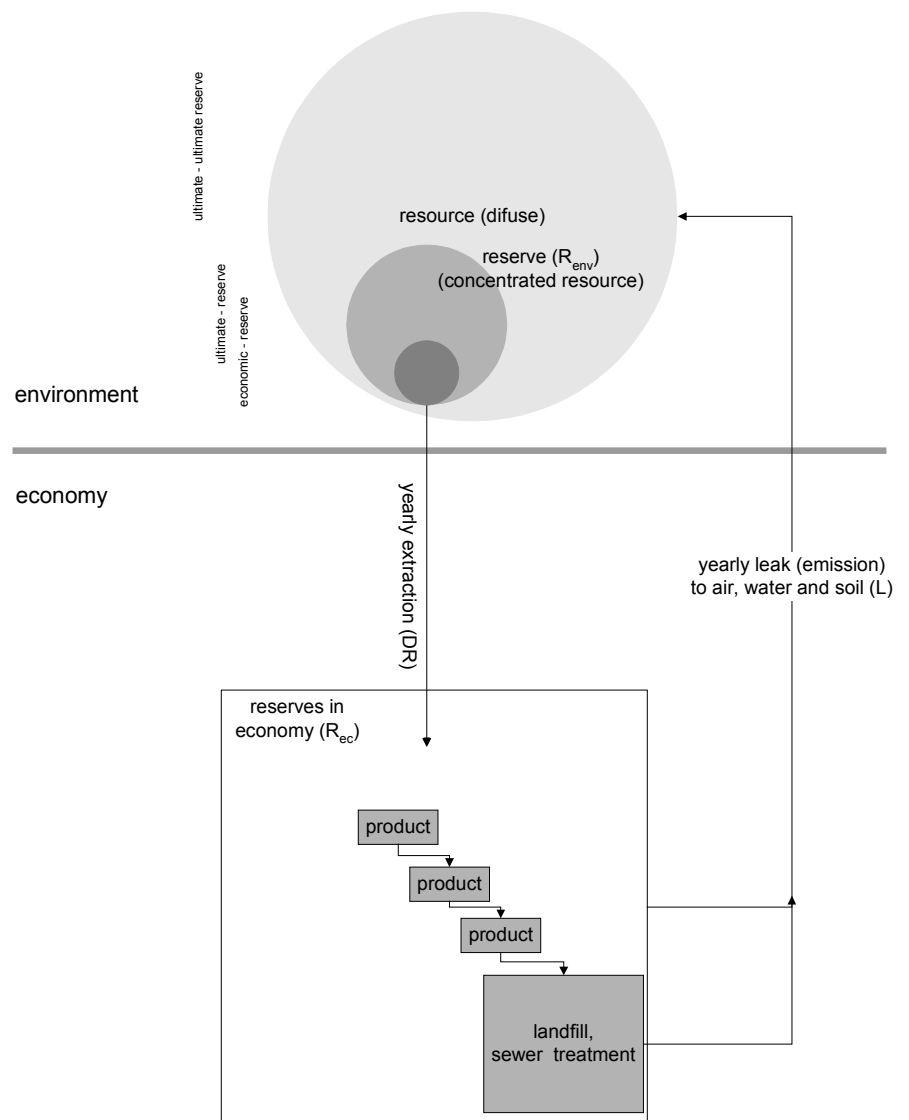 ultimate - ultimate reserve
resource (difuse)
reserve (Renv)
(concentrated resource)
ultimate - reserve
economic - reserve
environment
economy
yearly extraction (DR)
yearly leak (emission)
to air, water and soil (L)
reserves in
economy (Rec)
product
product
product
landfill,
sewer treatment